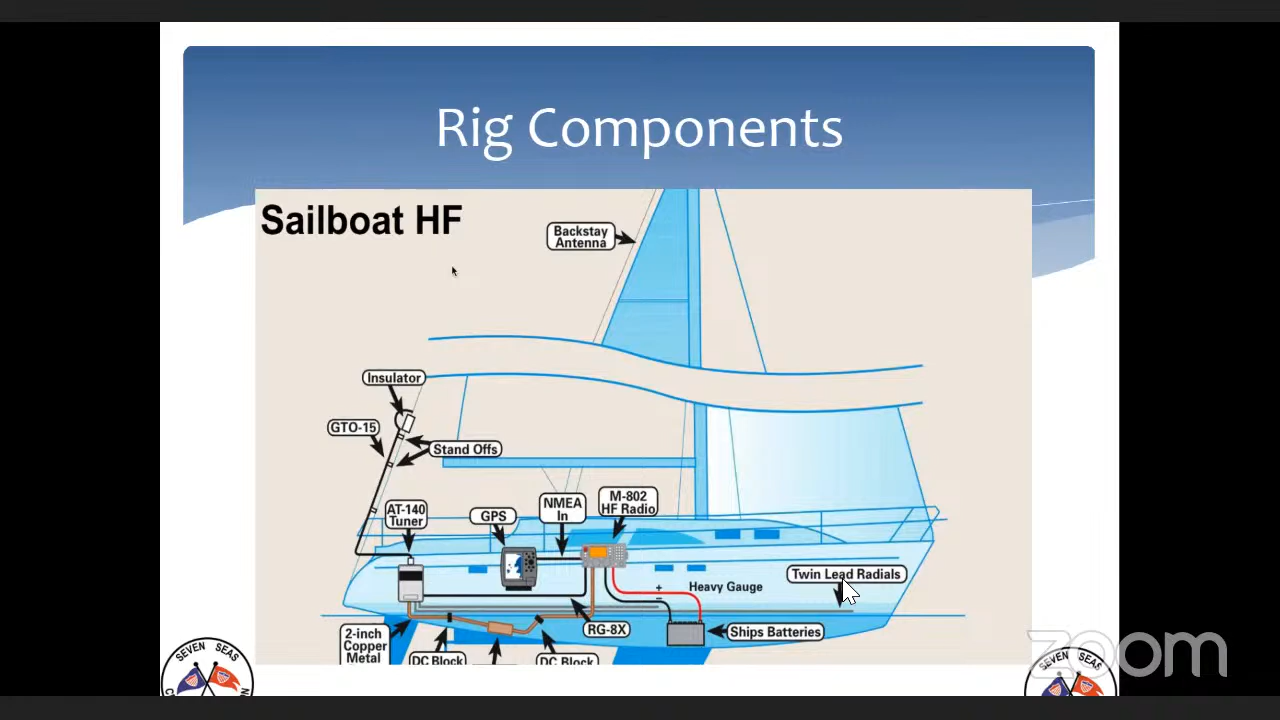 Rig Components
Sailboat HF
Backstay
Antenna
Insulator
GTO-15
Stand Offs
AT-140
Tuner
GPS
NMEA
In
M-802
HF Radio
Twin Lead Radials
+
Heavy Gauge
−
RG-8X
Ships Batteries
2-inch
Copper
Metal
DC Block
DC Block
SEVEN SEAS
SEVEN SEAS
zoom